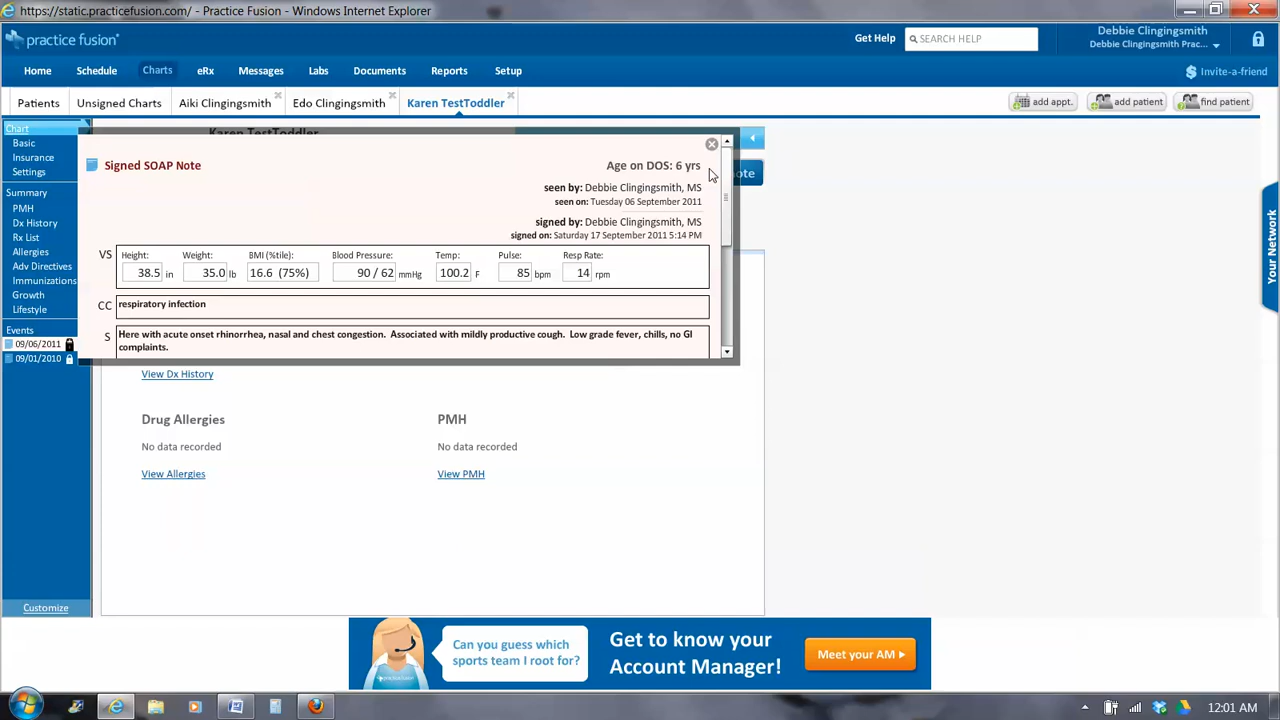 https://static.practicefusion.com/ - Practice Fusion - Windows Internet Explorer
practice fusion
Get Help
SEARCH HELP
Debbie Clingingsmith
Debbie Clingingsmith Prac...
Home Schedule Charts eRx Messages Labs Documents Reports Setup
Invite-a-friend
Patients Unsigned Charts Aiki Clingingsmith Edo Clingingsmith Karen TestToddler
add appt. add patient find patient
Chart
Basic
Insurance
Settings
Summary
PMH
Dx History
Rx List
Allergies
Adv Directives
Immunizations
Growth
Lifestyle
Events
09/06/2011
09/01/2010
Customize
Karen TestToddler
Signed SOAP Note
Age on DOS: 6 yrs
seen by: Debbie Clingingsmith, MS
seen on: Tuesday 06 September 2011
signed by: Debbie Clingingsmith, MS
signed on: Saturday 17 September 2011 5:14 PM
VS
Height: Weight: BMI (%tile): Blood Pressure: Temp: Pulse: Resp Rate:
38.5 in 35.0 lb 16.6 (75%) 90 / 62 mmHg 100.2 F 85 bpm 14 rpm
CC respiratory infection
S Here with acute onset rhinorrhea, nasal and chest congestion. Associated with mildly productive cough. Low grade fever, chills, no GI
complaints.
View Dx History
Drug Allergies
No data recorded
View Allergies
PMH
No data recorded
View PMH
Your Network
Can you guess which
sports team I root for?
practice fusion
Get to know your
Account Manager!
Meet your AM
12:01 AM